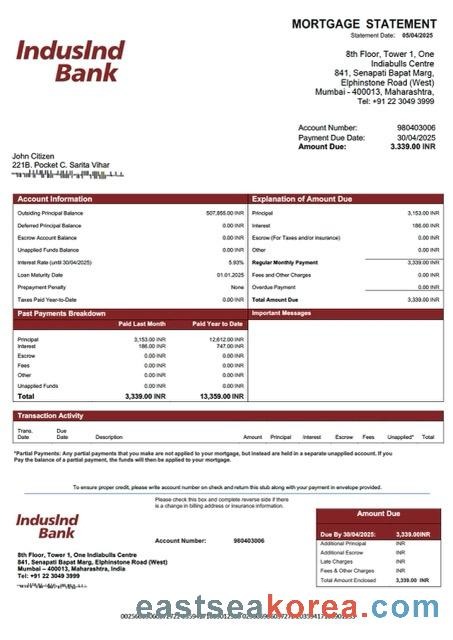 MORTGAGE STATEMENT
Statement Date: 05/04/2025
IndusInd
Bank
8th Floor, Tower 1, One
Indiabulls Centre
841, Senapati Bapat Marg,
Elphinstone Road (West)
Mumbai - 400013, Maharashtra,
Tel: +91 22 3049 3999
Account Number: 980403006
Payment Due Date: 30/04/2025
Amount Due: 3.339.00 INR
John Citizen
221B. Pocket C. Sarita Vihar
Account Information
Outsiding Principal Balance 507,855.00 INR
Deferred Principal Balance 0.00 INR
Escrow Account Balance 0.00 INR
Unapplied Funds Balance 0.00 INR
Interest Rate (until 30/04/2025) 5.93%
Loan Maturity Date 01.01.2025
Prepayment Penalty None
Taxes Paid Year-to-Date 0.00 INR
Explanation of Amount Due
Principal 3,153.00 INR
Interest 186.00 INR
Escrow (For Taxes and/or insurance) 0.00 INR
Other 0.00 INR
Regular Monthly Payment 3,339.00 INR
Fees and Other Charges 0.00 INR
Overdue Payment 0.00 INR
Total Amount Due 3,339.00 INR
Past Payments Breakdown
Paid Last Month Paid Year to Date
Principal 3,153.00 INR 12,612.00 INR
Interest 186.00 INR 747.00 INR
Escrow 0.00 INR 0.00 INR
Fees 0.00 INR 0.00 INR
Other 0.00 INR 0.00 INR
Unapplied Funds 0.00 INR 0.00 INR
Total 3,339.00 INR 13,359.00 INR
Important Messages
Transaction Activity
Trans. Date Due Date Description Amount Principal Interest Escrow Fees Unapplied* Total
*Partial Payments: Any partial payments that you make are not applied to your mortgage, but instead are held in a separate unapplied account. If you
Pay the balance of a partial payment, the funds will then be applied to your mortgage.
To ensure proper credit, please write account number on check and return this stub along with your payment in envelope provided.
Please check this box and complete reverse side if there
is a change in billing address or Insurance information.
IndusInd
Bank
Account Number: 980403006
8th Floor, Tower 1, One Indiabulls Centre
841, Senapati Bapat Marg, Elphinstone Road (West)
Mumbai – 400013, Maharashtra, India
Tel: +91 22 3049 3999
Amount Due
Due By 30/04/2025: 3,339.00INR
Additional Principal INR
Additional Escrow INR
Late Charges INR
Fees & Other Charges INR
Total Amount Enclosed 3,339.00 INR
eastseakorea.com